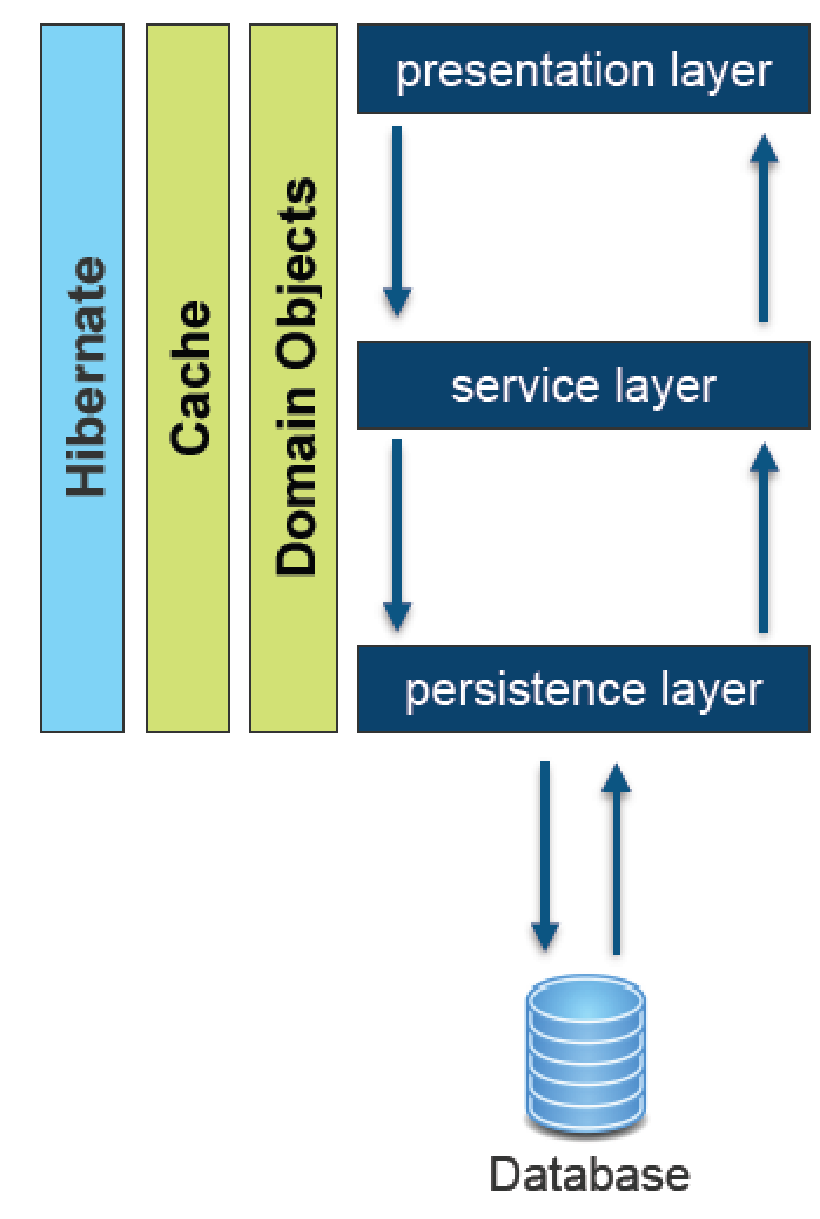 Hibernate
Cache
Domain Objects
presentation layer
service layer
persistence layer
Database